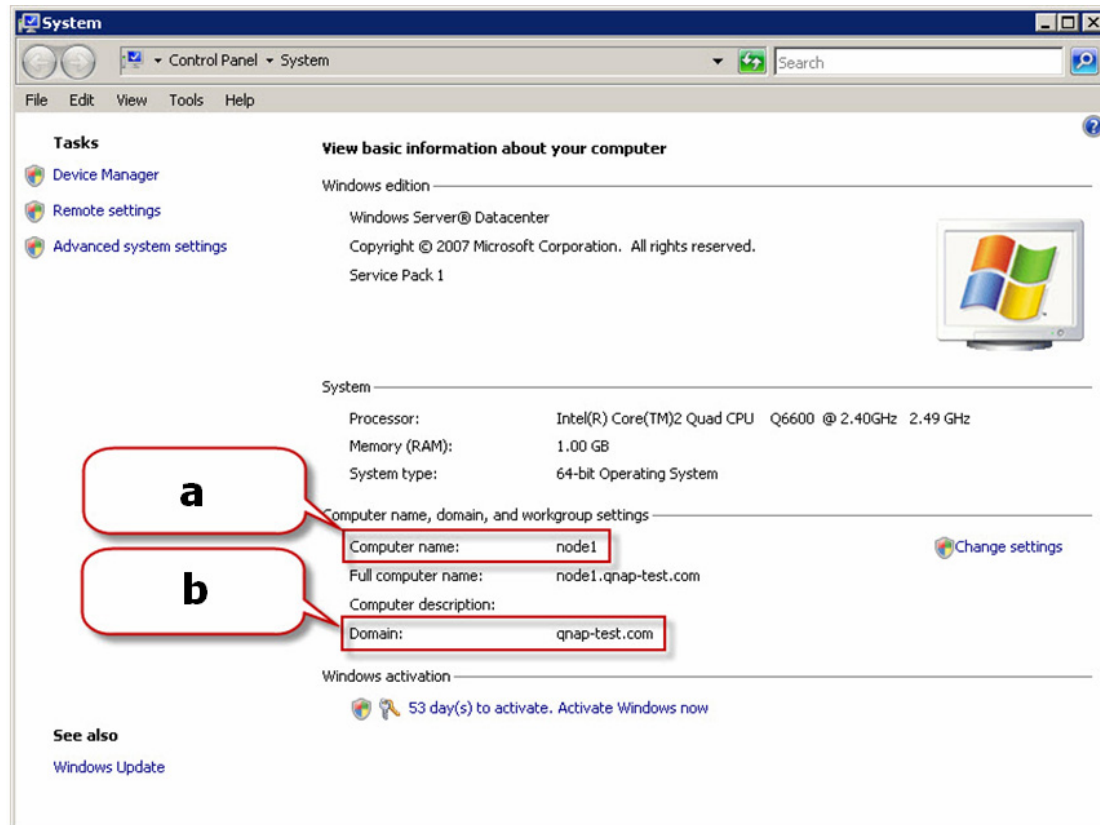 System
Control Panel System
Search
File Edit View Tools Help
Tasks
Device Manager
Remote settings
Advanced system settings
See also
Windows Update
View basic information about your computer
Windows edition
Windows Server® Datacenter
Copyright © 2007 Microsoft Corporation. All rights reserved.
Service Pack 1
System
Processor: Intel(R) Core(TM)2 Quad CPU Q6600 @ 2.40GHz 2.49 GHz
Memory (RAM): 1.00 GB
System type: 64-bit Operating System
a
Computer name, domain, and workgroup settings
Computer name: node1
Change settings
Full computer name: node1.qnap-test.com
b
Computer description:
Domain: qnap-test.com
Windows activation
53 day(s) to activate. Activate Windows now